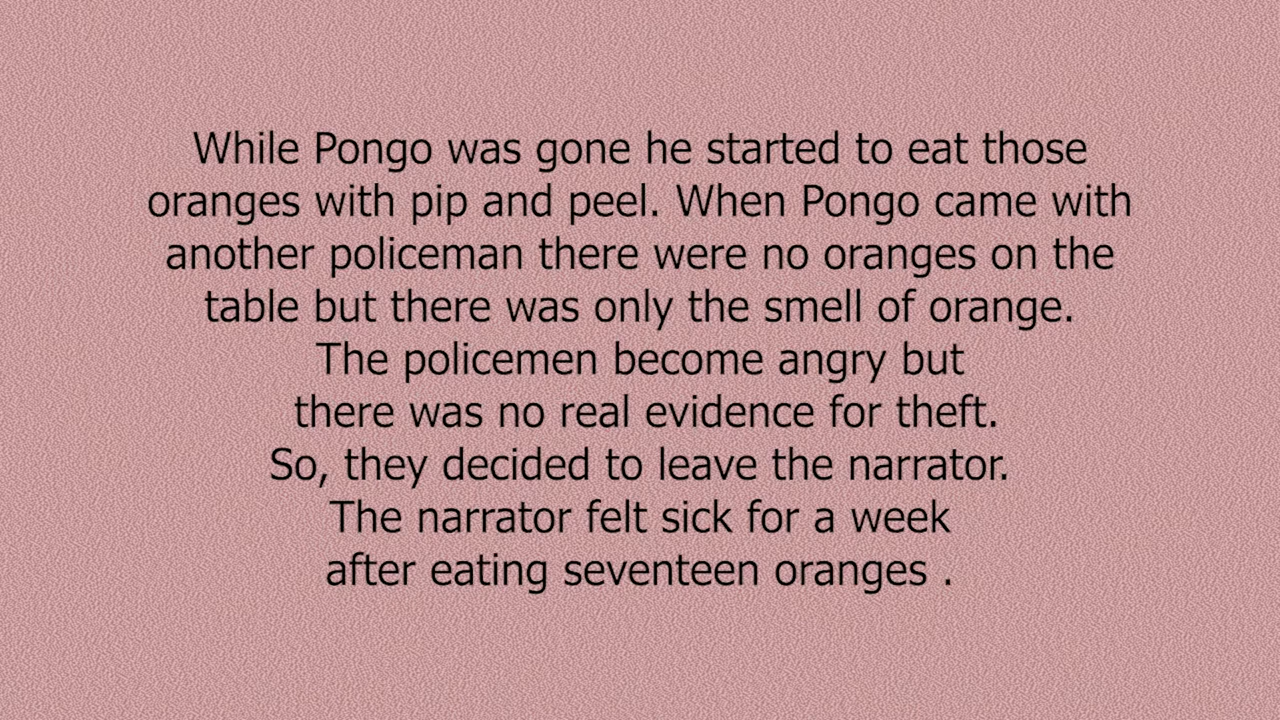 While Pongo was gone he started to eat those
oranges with pip and peel. When Pongo came with
another policeman there were no oranges on the
table but there was only the smell of orange.
The policemen become angry but
there was no real evidence for theft.
So, they decided to leave the narrator.
The narrator felt sick for a week
after eating seventeen oranges .